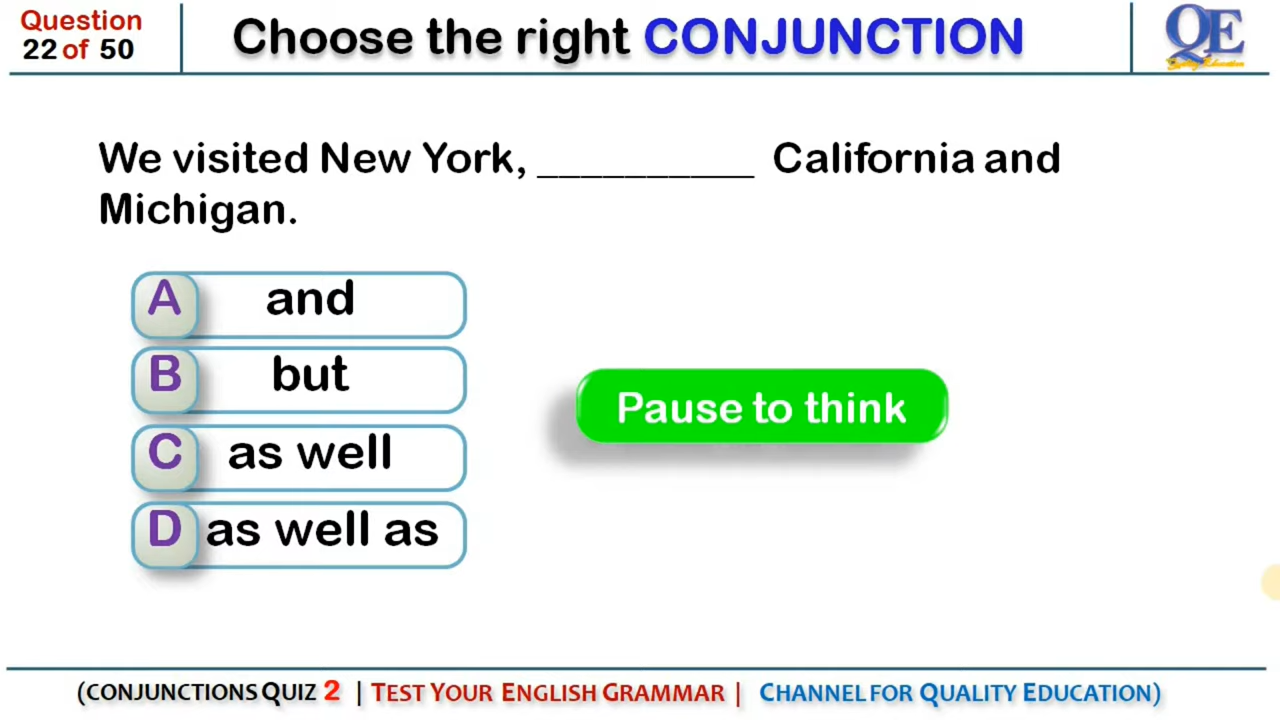 Question
22 of 50
Choose the right CONJUNCTION
QE
Quality Education
We visited New York, __________ California and
Michigan.
A and
B but
C as well
D as well as
Pause to think
(CONJUNCTIONS QUIZ 2 | TEST YOUR ENGLISH GRAMMAR | CHANNEL FOR QUALITY EDUCATION)